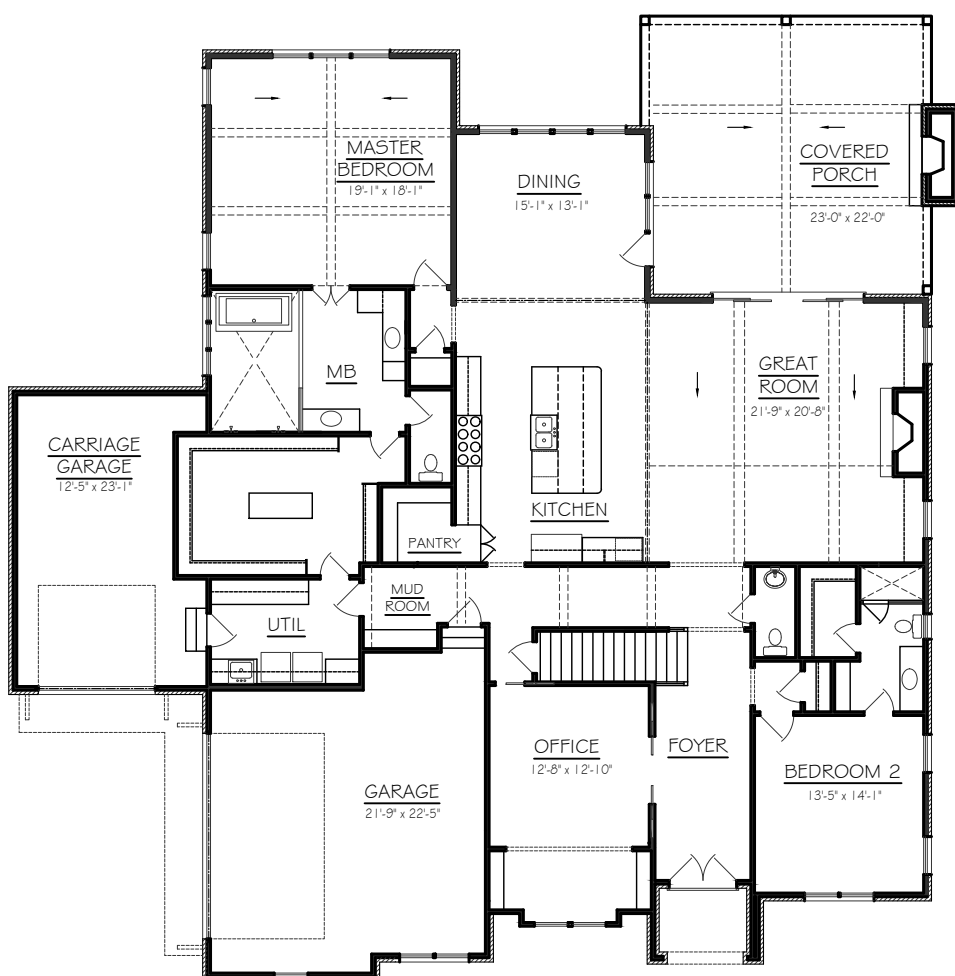 MASTER
BEDROOM
19'-1" x 18'-1"
DINING
15'-1" x 13'-1"
COVERED
PORCH
23'-0" x 22'-0"
MB
GREAT
ROOM
21'-9" x 20'-8"
CARRIAGE
GARAGE
12'-5" x 23'-1"
KITCHEN
PANTRY
MUD
ROOM
UTIL
OFFICE
12'-8" x 12'-10"
FOYER
BEDROOM 2
13'-5" x 14'-1"
GARAGE
21'-9" x 22'-5"